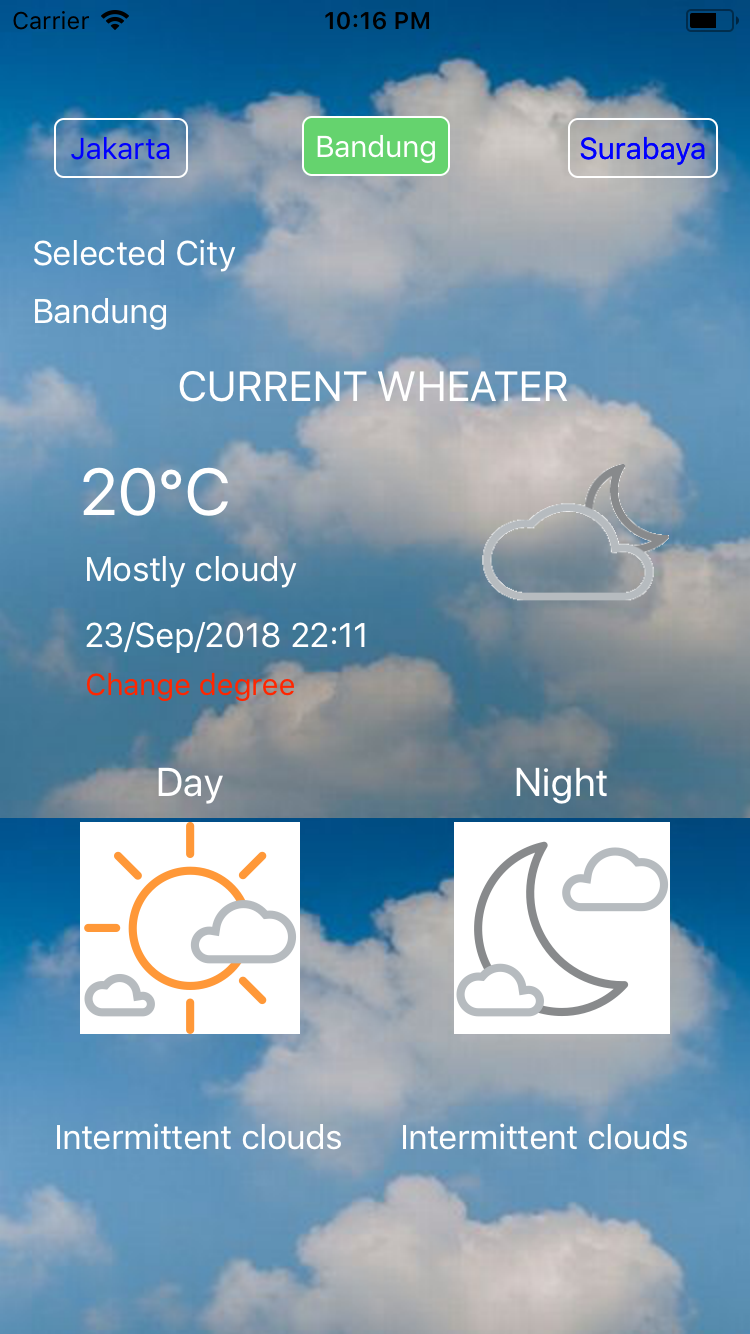 Carrier 10:16 PM
Jakarta Bandung Surabaya
Selected City
Bandung
CURRENT WHEATER
20°C
Mostly cloudy
23/Sep/2018 22:11
Change degree
Day Night
Intermittent clouds Intermittent clouds